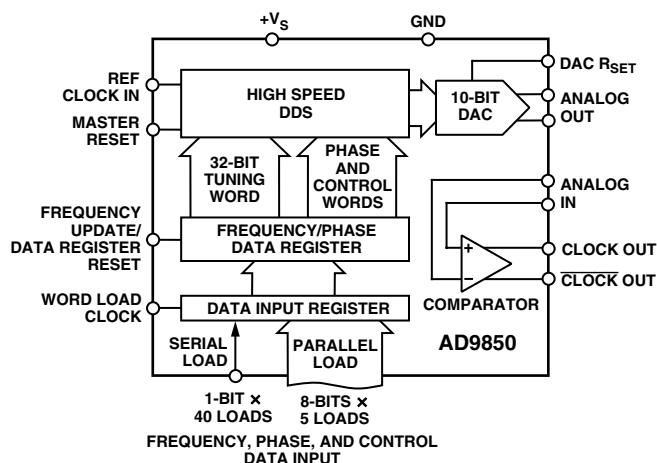 +VS
GND
REF
CLOCK IN
MASTER
RESET
FREQUENCY
UPDATE/
DATA REGISTER
RESET
WORD LOAD
CLOCK
HIGH SPEED
DDS
10-BIT
DAC
DAC RSET
ANALOG
OUT
32-BIT
TUNING
WORD
PHASE
AND
CONTROL
WORDS
ANALOG
IN
FREQUENCY/PHASE
DATA REGISTER
+
–
CLOCK OUT
CLOCK OUT
COMPARATOR
DATA INPUT REGISTER
SERIAL
LOAD
PARALLEL
LOAD
AD9850
1-BIT ×
40 LOADS
8-BITS ×
5 LOADS
FREQUENCY, PHASE, AND CONTROL
DATA INPUT